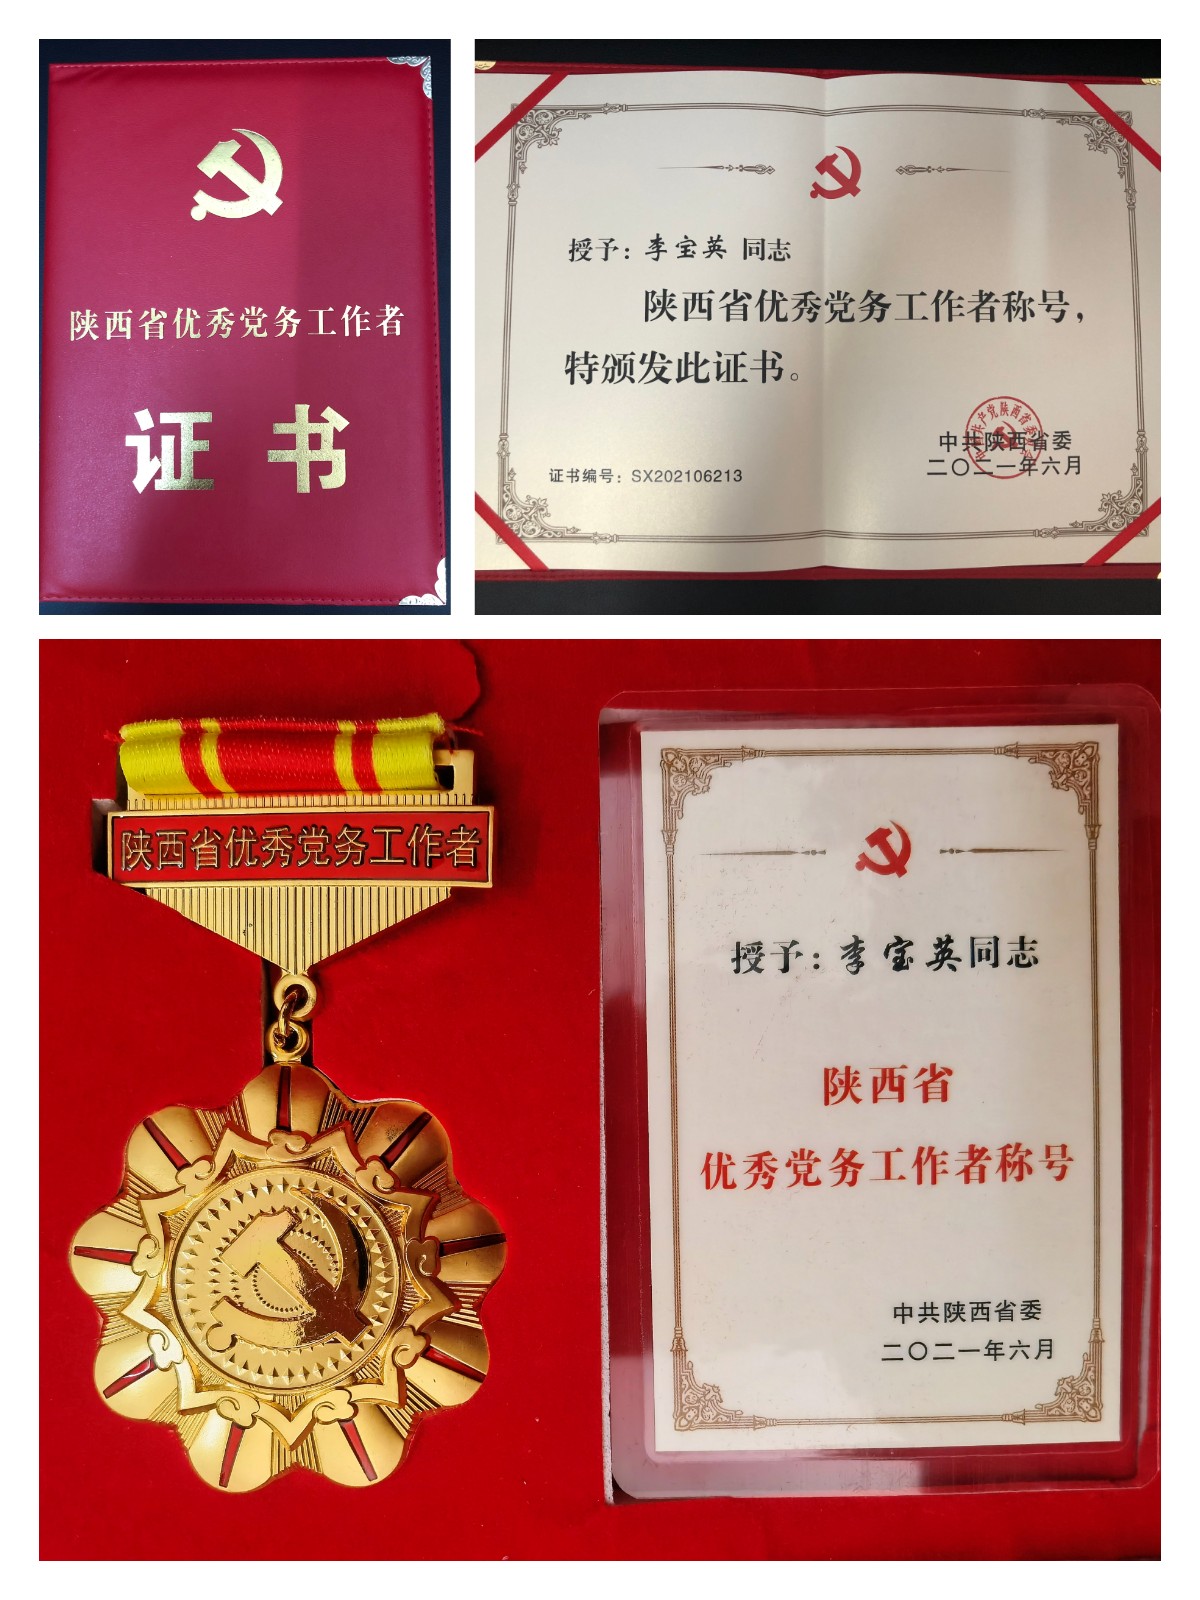 陕西省优秀党务工作者
证书
授予：李宝英 同志
陕西省优秀党务工作者称号，
特颁发此证书。
中共陕西省委
二〇二一年六月
证书编号：SX202106213
陕西省优秀党务工作者
授予：李宝英同志
陕西省
优秀党务工作者称号
中共陕西省委
二〇二一年六月